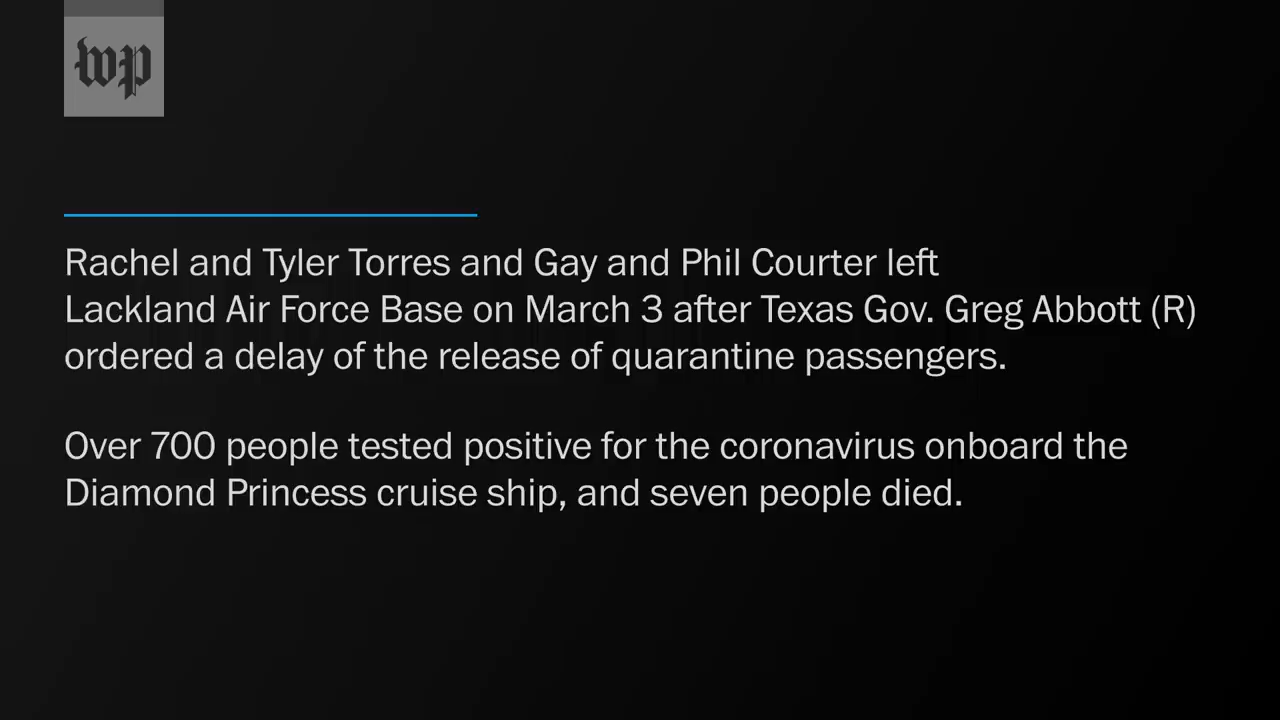 wp
Rachel and Tyler Torres and Gay and Phil Courter left
Lackland Air Force Base on March 3 after Texas Gov. Greg Abbott (R)
ordered a delay of the release of quarantine passengers.
Over 700 people tested positive for the coronavirus onboard the
Diamond Princess cruise ship, and seven people died.